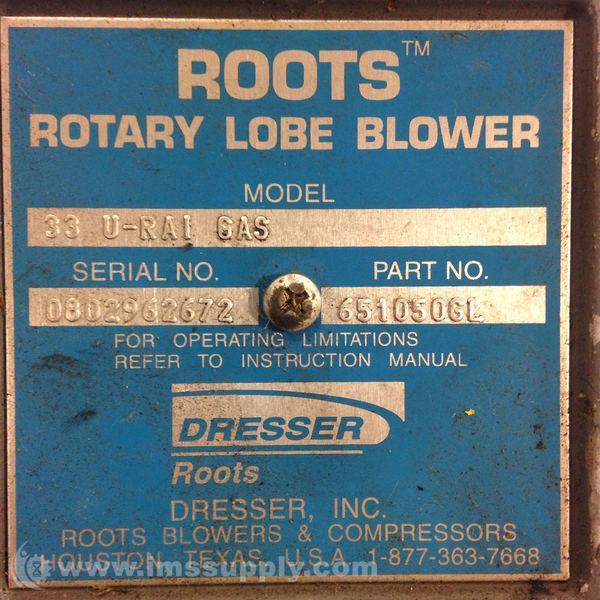 ROOTS™
ROTARY LOBE BLOWER
MODEL
33 U-RAI GAS
SERIAL NO. PART NO.
0802962672 651050GL
FOR OPERATING LIMITATIONS
REFER TO INSTRUCTION MANUAL
DRESSER
Roots
DRESSER, INC.
ROOTS BLOWERS & COMPRESSORS
HOUSTON, TEXAS, U.S.A. 1-877-363-7668
www.imssupply.com